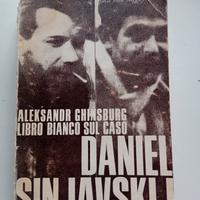 ALEKSANDR GHINSBURG
LIBRO BIANCO SUL CASO
DANIEL
SINJAVSKIJ